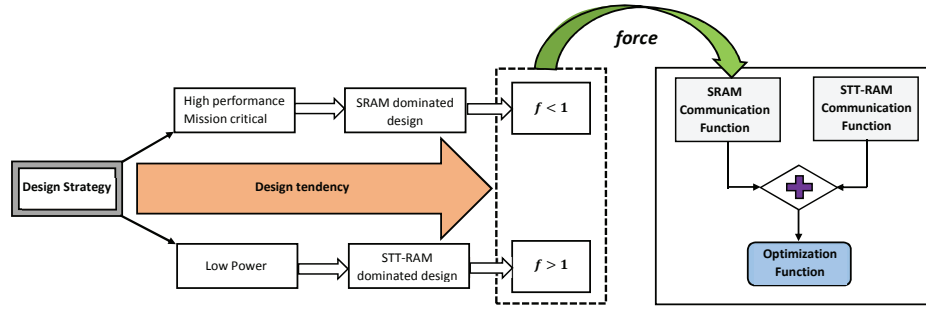 force
High performance
Mission critical
SRAM dominated
design
f < 1
SRAM
Communication
Function
STT-RAM
Communication
Function
Design Strategy
Design tendency
Low Power
STT-RAM
dominated design
f > 1
Optimization
Function